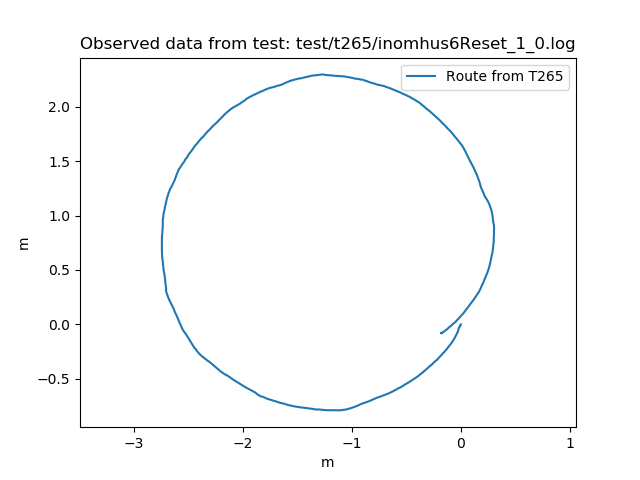 Observed data from test: test/t265/inomhus6Reset_1_0.log
Route from T265
2.0
1.5
1.0
0.5
0.0
−0.5
m
−3
−2
−1
0
1
m